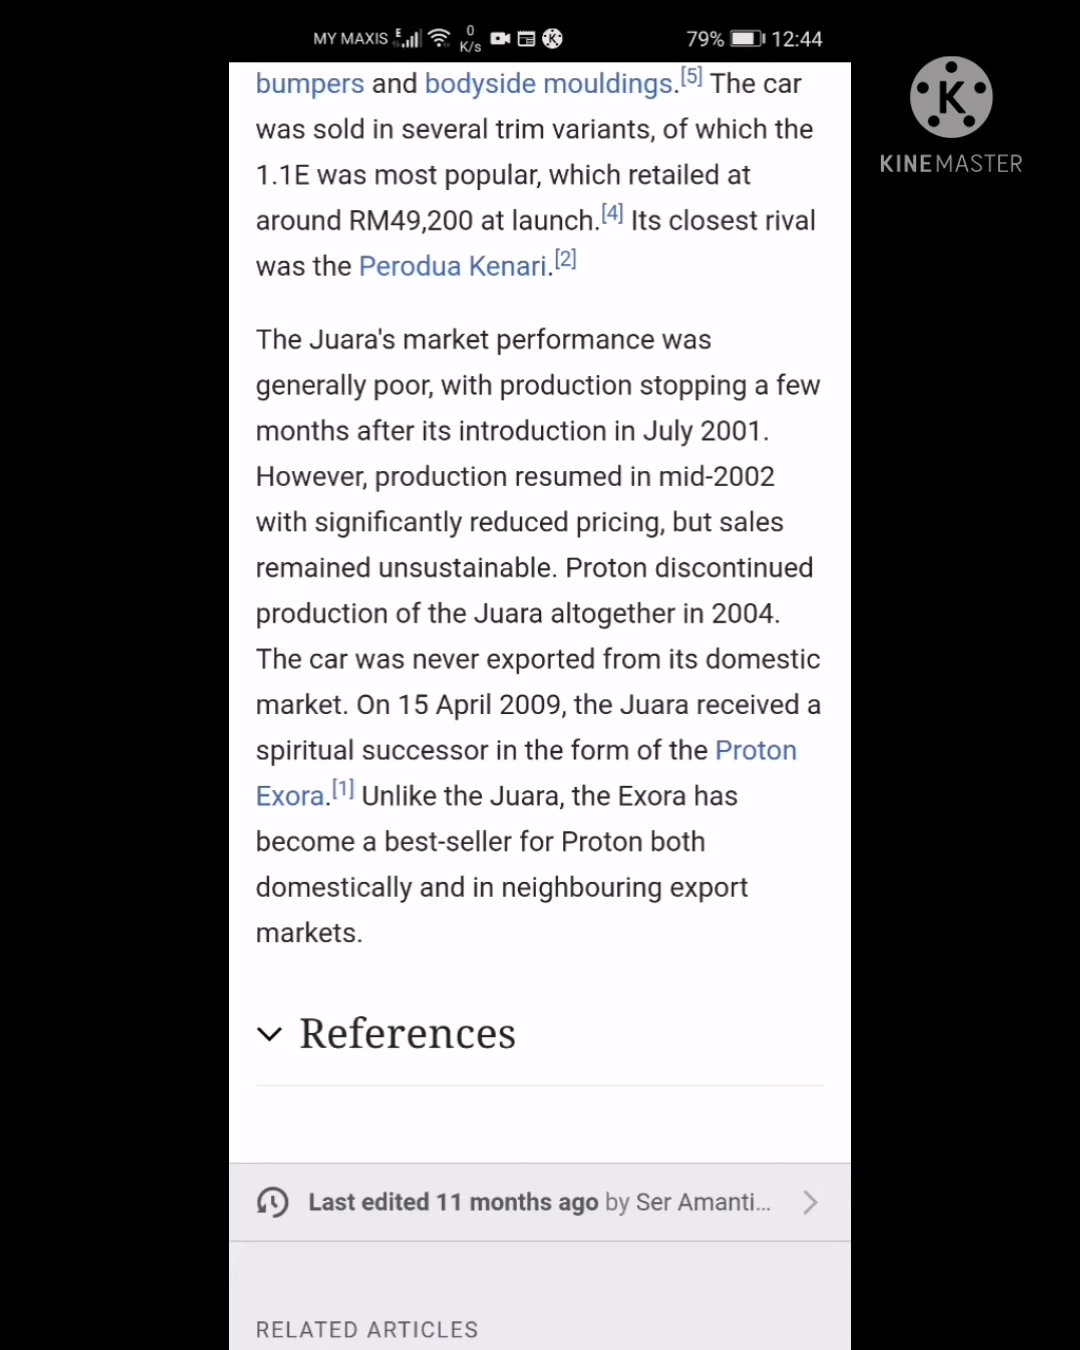 MY MAXIS E 0 K/s 79% 12:44
K
KINEMASTER
bumpers and bodyside mouldings.[5] The car
was sold in several trim variants, of which the
1.1E was most popular, which retailed at
around RM49,200 at launch.[4] Its closest rival
was the Perodua Kenari.[2]
The Juara's market performance was
generally poor, with production stopping a few
months after its introduction in July 2001.
However, production resumed in mid-2002
with significantly reduced pricing, but sales
remained unsustainable. Proton discontinued
production of the Juara altogether in 2004.
The car was never exported from its domestic
market. On 15 April 2009, the Juara received a
spiritual successor in the form of the Proton
Exora.[1] Unlike the Juara, the Exora has
become a best-seller for Proton both
domestically and in neighbouring export
markets.
References
Last edited 11 months ago by Ser Amanti...
RELATED ARTICLES